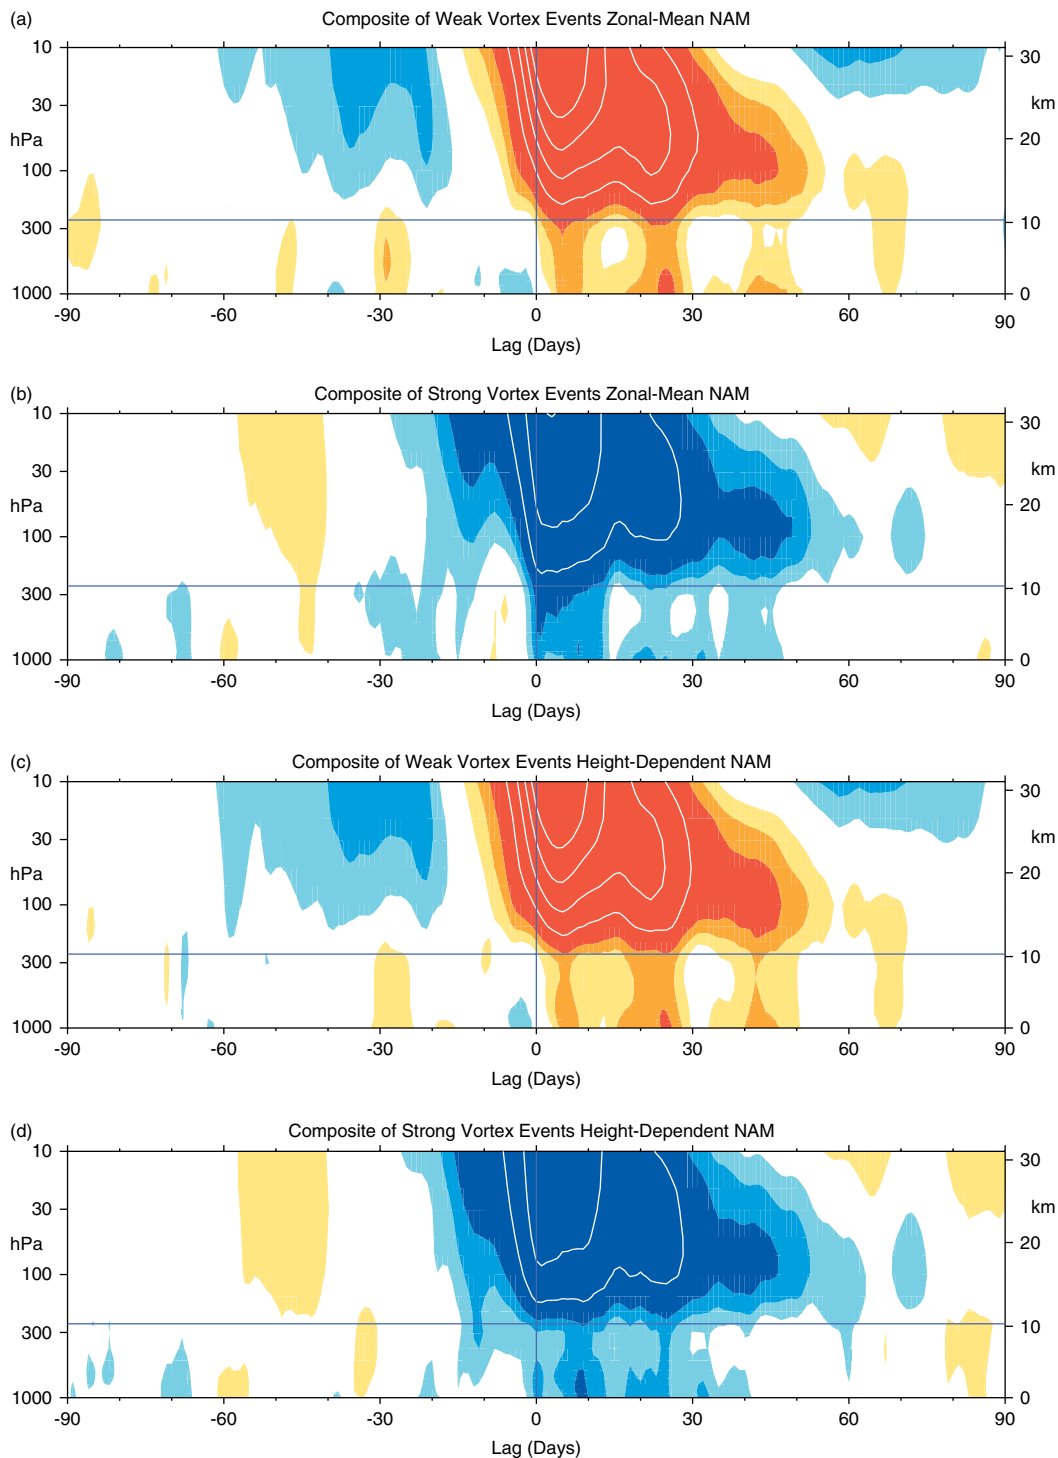 (a)
Composite of Weak Vortex Events Zonal-Mean NAM
10
30
hPa
100
300
1000
30
km
20
10
0
-90 -60 -30 0 30 60 90
Lag (Days)
(b)
Composite of Strong Vortex Events Zonal-Mean NAM
10
30
hPa
100
300
1000
30
km
20
10
0
-90 -60 -30 0 30 60 90
Lag (Days)
(c)
Composite of Weak Vortex Events Height-Dependent NAM
10
30
hPa
100
300
1000
30
km
20
10
0
-90 -60 -30 0 30 60 90
Lag (Days)
(d)
Composite of Strong Vortex Events Height-Dependent NAM
10
30
hPa
100
300
1000
30
km
20
10
0
-90 -60 -30 0 30 60 90
Lag (Days)